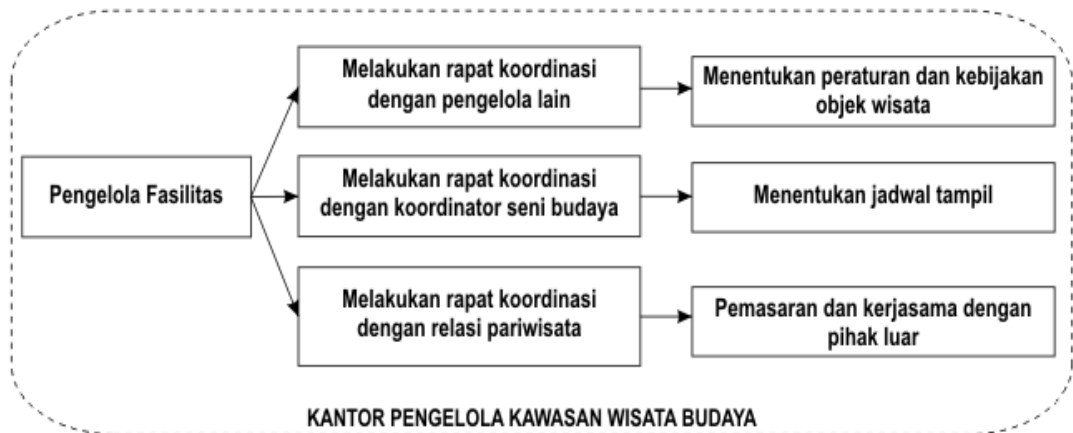 Melakukan rapat koordinasi
dengan pengelola lain
Menentukan peraturan dan kebijakan
objek wisata
Pengelola Fasilitas
Melakukan rapat koordinasi
dengan koordinator seni budaya
Menentukan jadwal tampil
Melakukan rapat koordinasi
dengan relasi pariwisata
Pemasaran dan kerjasama dengan
pihak luar
KANTOR PENGELOLA KAWASAN WISATA BUDAYA